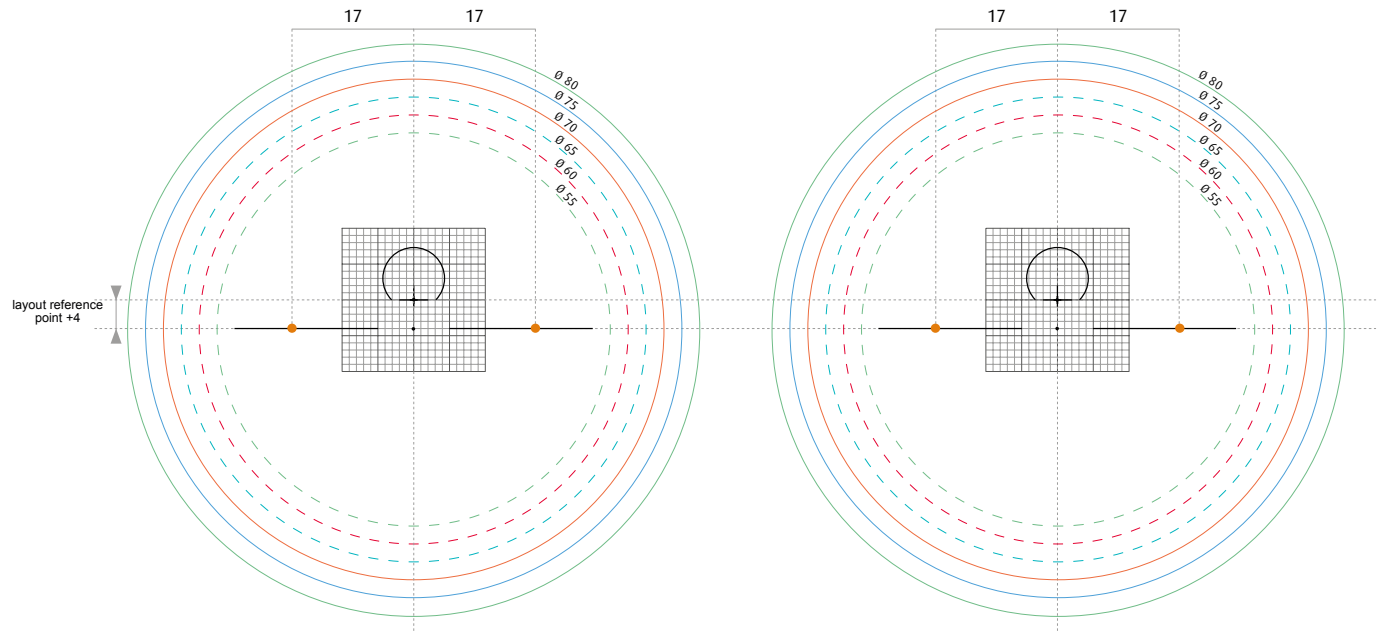 17 17 17 17
Ø 80 Ø 80
Ø 75 Ø 75
Ø 70 Ø 70
Ø 65 Ø 65
Ø 60 Ø 60
Ø 55 Ø 55
layout reference
point +4